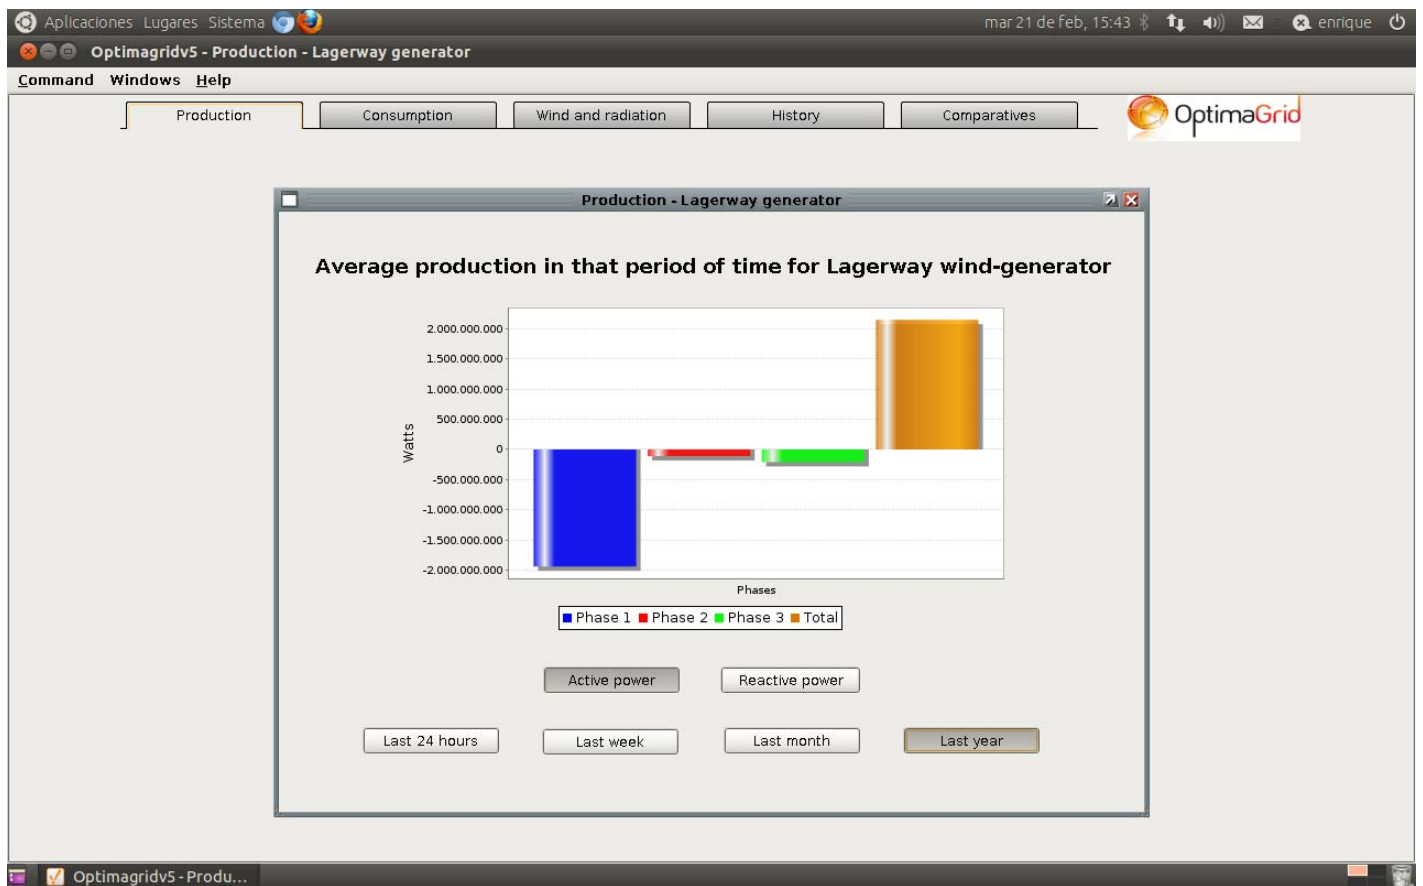 Aplicaciones Lugares Sistema mar 21 de feb, 15:43 enrique
Optimagridv5 - Production - Lagerway generator
Command Windows Help
Production Consumption Wind and radiation History Comparatives OptimaGrid
Production - Lagerway generator
Average production in that period of time for Lagerway wind-generator
2.000.000.000
1.500.000.000
1.000.000.000
500.000.000
Watts
0
-500.000.000
-1.000.000.000
-1.500.000.000
-2.000.000.000
Phases
Phase 1 Phase 2 Phase 3 Total
Active power Reactive power
Last 24 hours Last week Last month Last year
Optimagridv5 - Produ...